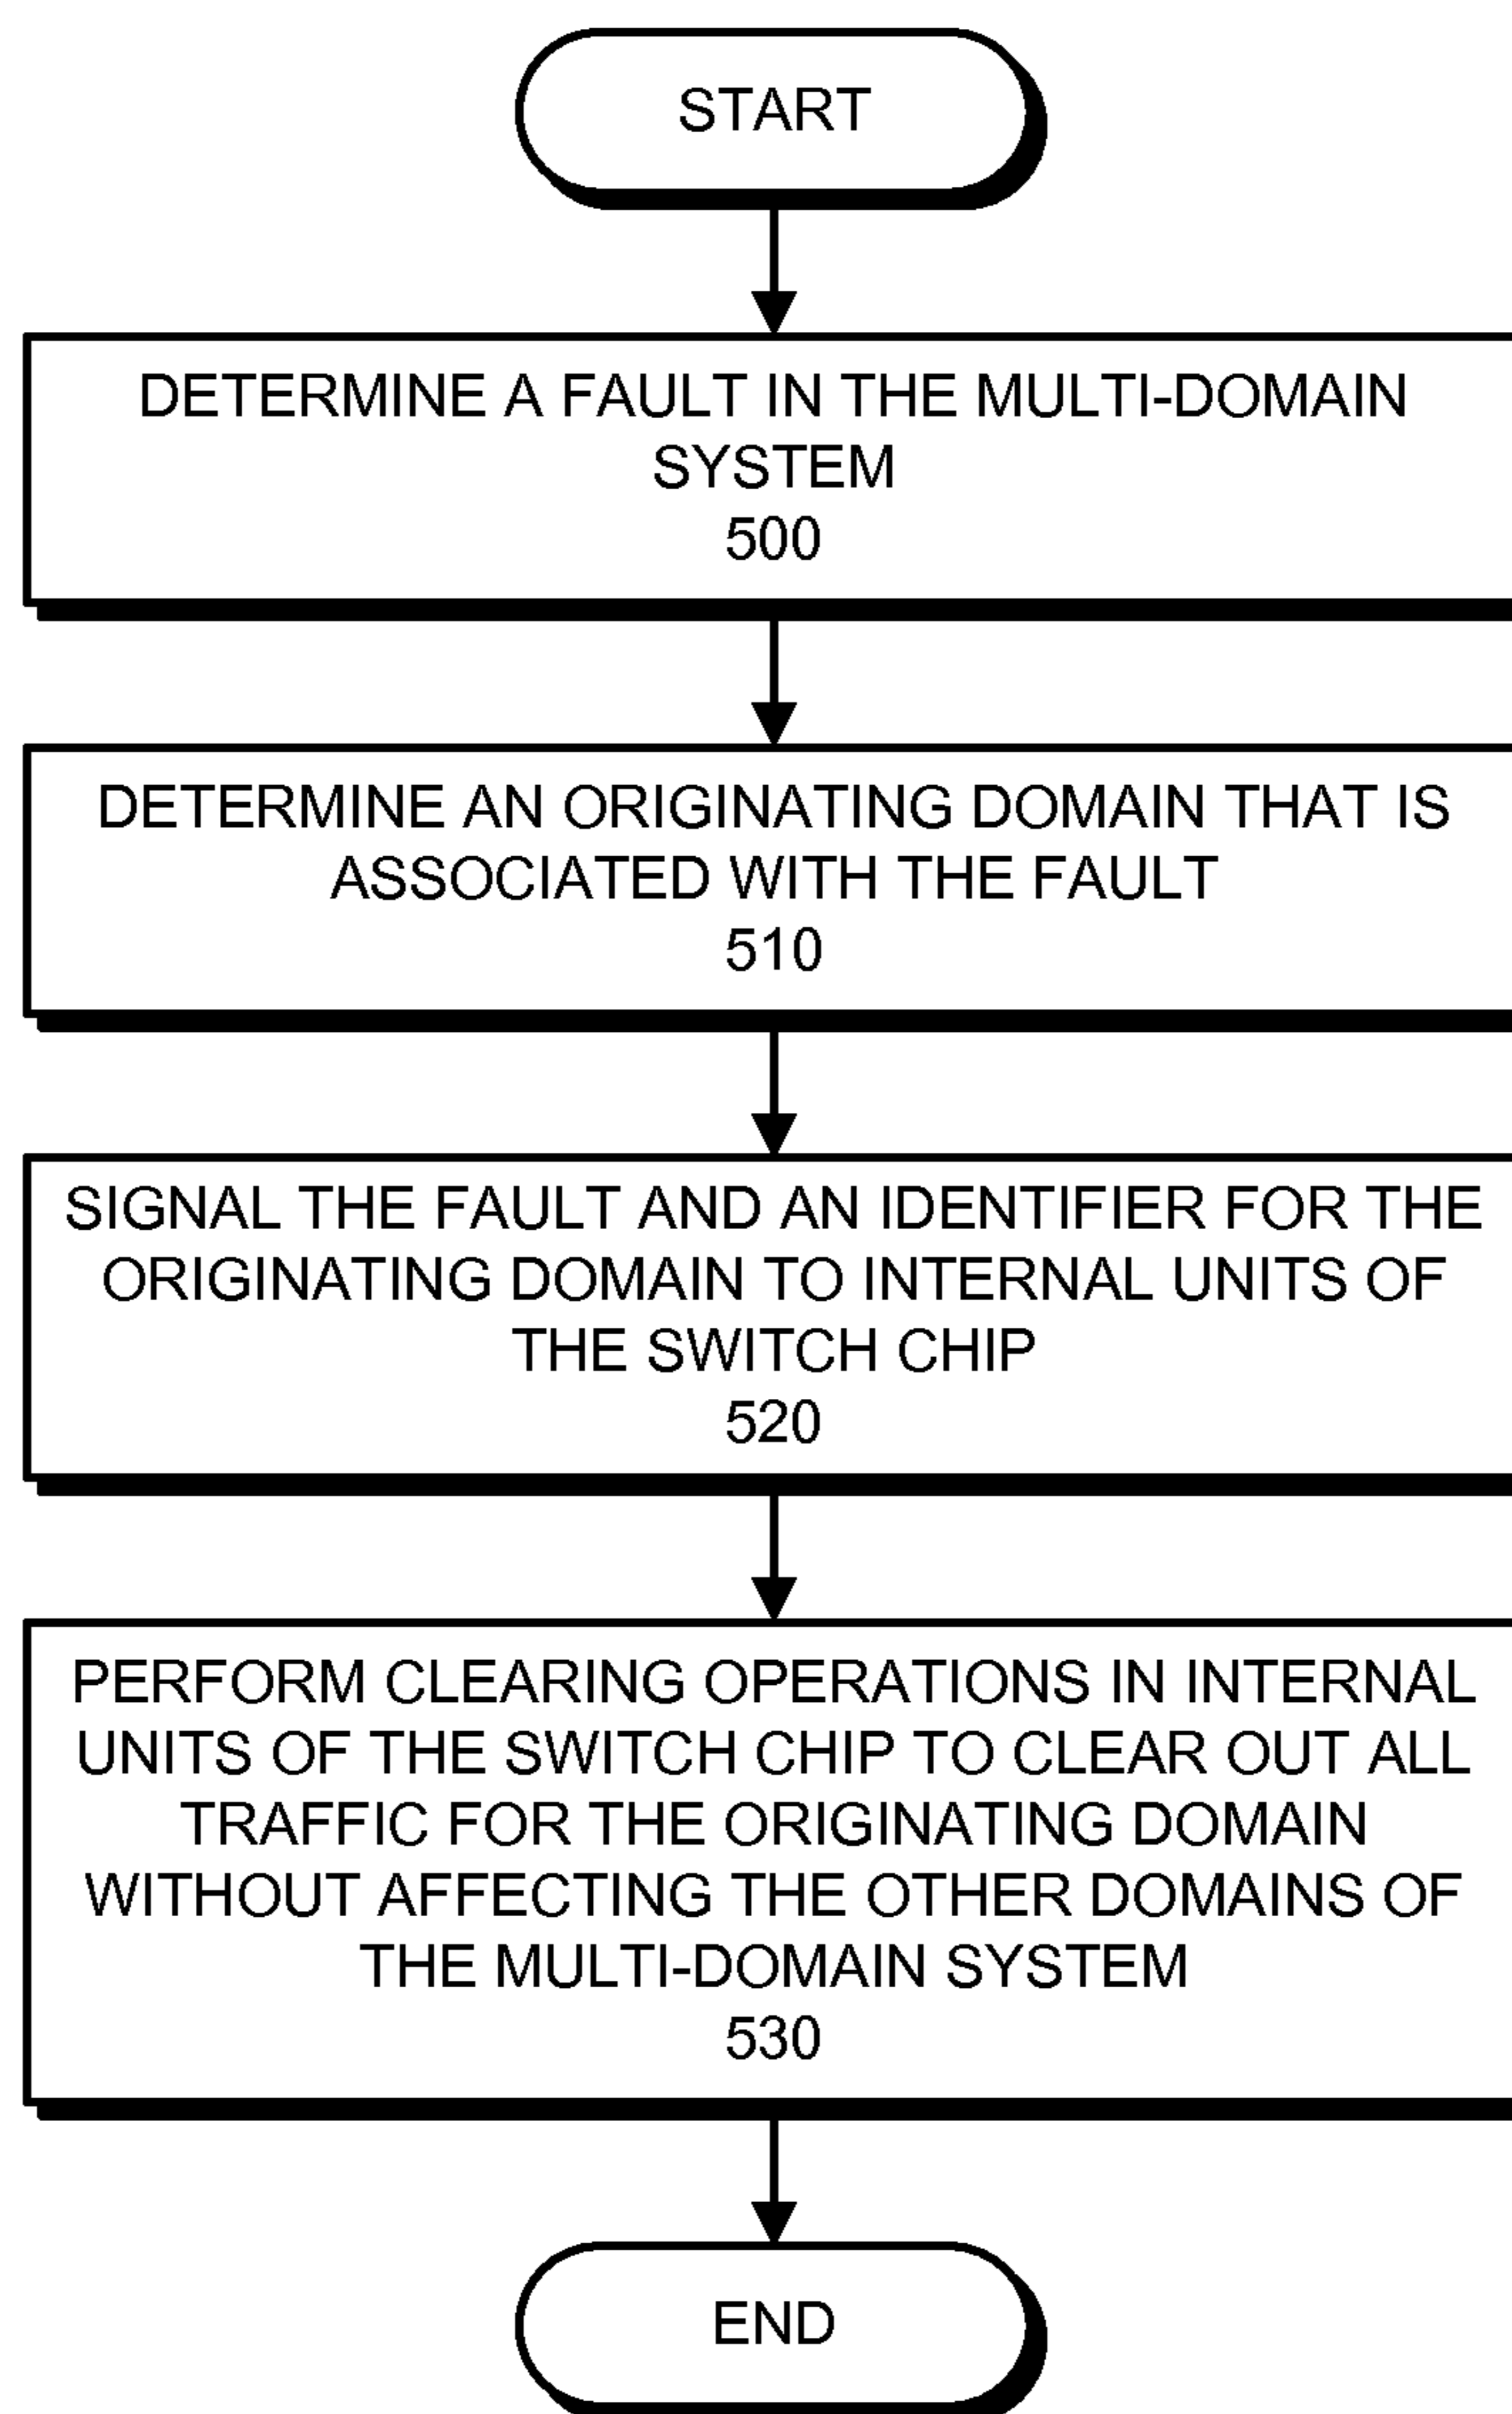 START
DETERMINE A FAULT IN THE MULTI-DOMAIN
SYSTEM
500
DETERMINE AN ORIGINATING DOMAIN THAT IS
ASSOCIATED WITH THE FAULT
510
SIGNAL THE FAULT AND AN IDENTIFIER FOR THE
ORIGINATING DOMAIN TO INTERNAL UNITS OF
THE SWITCH CHIP
520
PERFORM CLEARING OPERATIONS IN INTERNAL
UNITS OF THE SWITCH CHIP TO CLEAR OUT ALL
TRAFFIC FOR THE ORIGINATING DOMAIN
WITHOUT AFFECTING THE OTHER DOMAINS OF
THE MULTI-DOMAIN SYSTEM
530
END